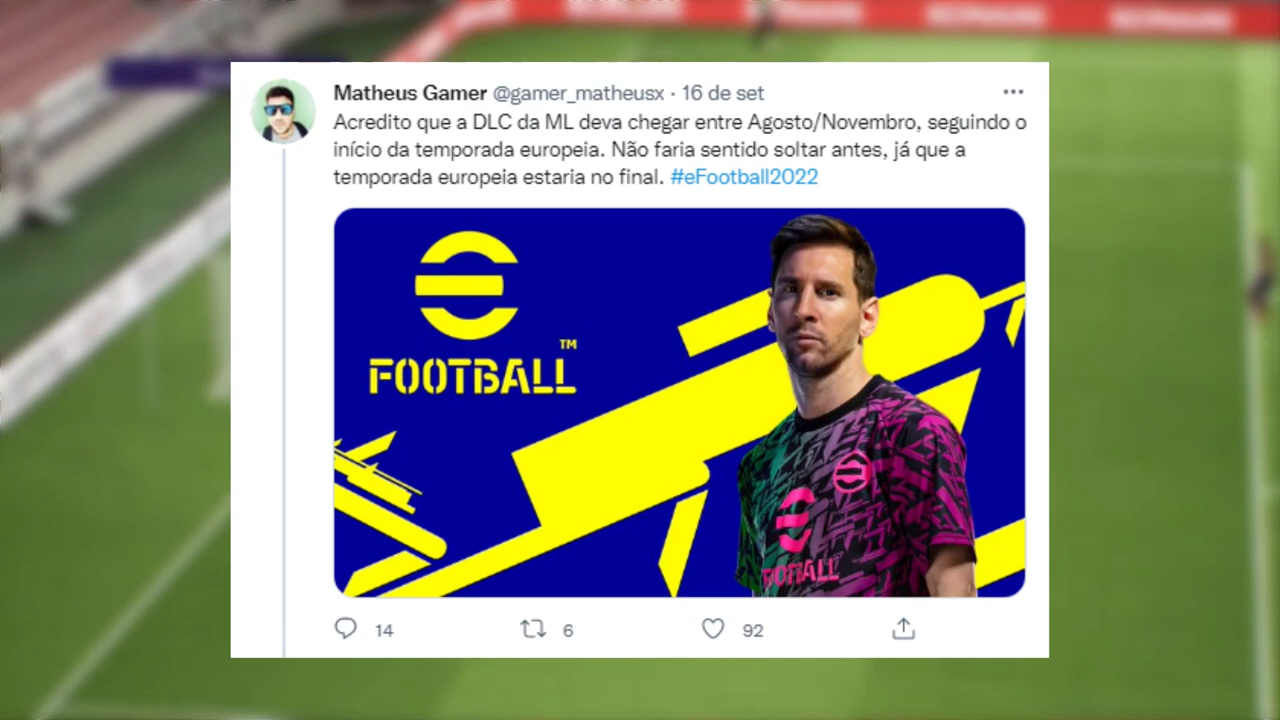 Matheus Gamer @gamer_matheusx · 16 de set
Acredito que a DLC da ML deva chegar entre Agosto/Novembro, seguindo o
início da temporada europeia. Não faria sentido soltar antes, já que a
temporada europeia estaria no final. #eFootball2022
TM
FOOTBALL
FOOTBALL
14
6
92